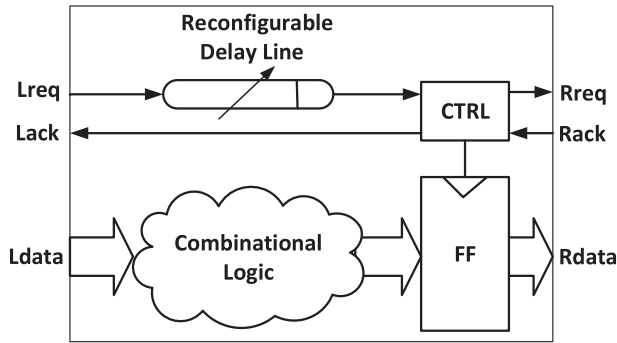 Reconfigurable
Delay Line
Lreq
Rreq
CTRL
Lack
Rack
Combinational
Logic
Ldata
FF
Rdata